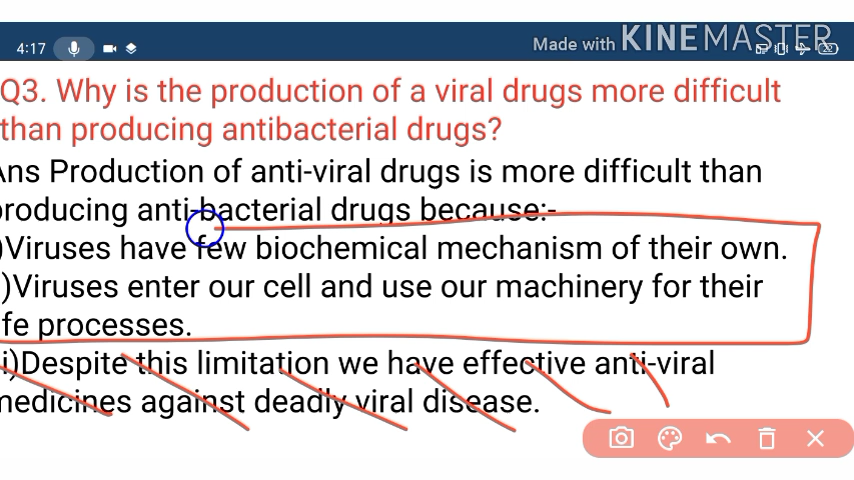 4:17
Made with KINEMASTER
Q3. Why is the production of a viral drugs more difficult
than producing antibacterial drugs?
Ans Production of anti-viral drugs is more difficult than
producing anti-bacterial drugs because:-
)Viruses have few biochemical mechanism of their own.
)Viruses enter our cell and use our machinery for their
life processes.
i)Despite this limitation we have effective anti-viral
medicines against deadly viral disease.